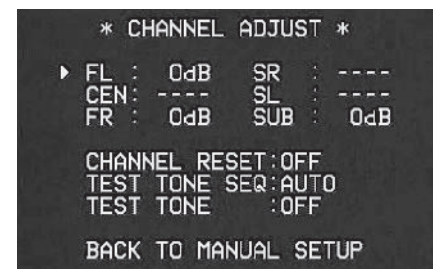 * CHANNEL ADJUST *
FL : 0dB SR : ----
CEN: ---- SL : ----
FR : 0dB SUB : 0dB
CHANNEL RESET:OFF
TEST TONE SEQ:AUTO
TEST TONE :OFF
BACK TO MANUAL SETUP